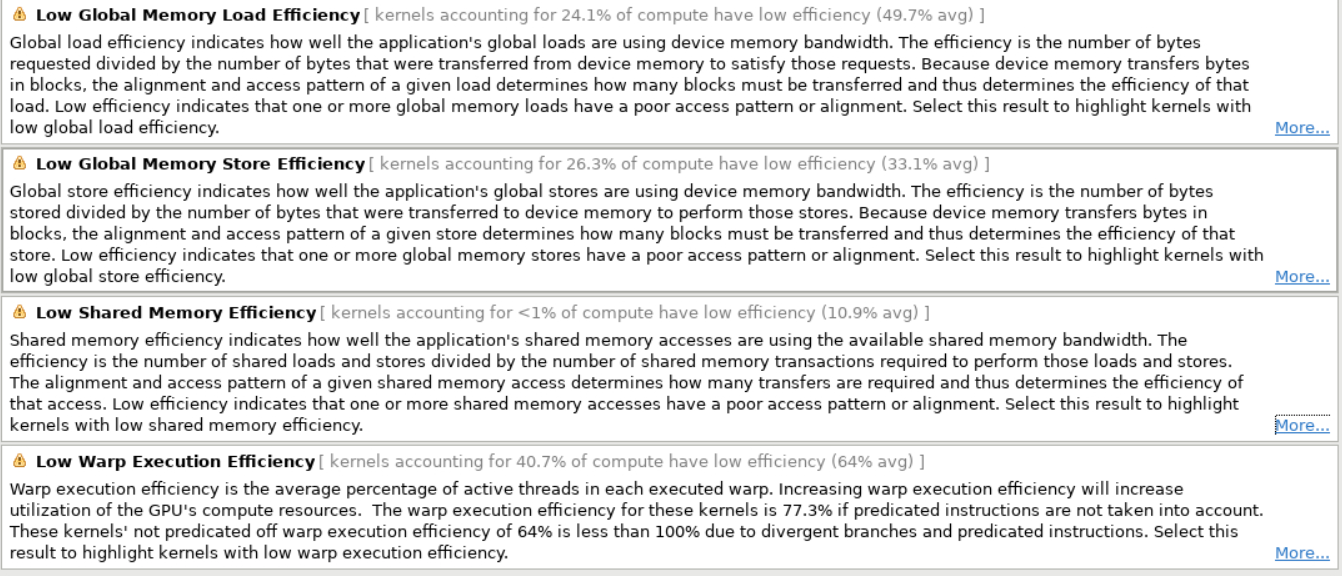 Low Global Memory Load Efficiency [ kernels accounting for 24.1% of compute have low efficiency (49.7% avg) ]
Global load efficiency indicates how well the application's global loads are using device memory bandwidth. The efficiency is the number of bytes
requested divided by the number of bytes that were transferred from device memory to satisfy those requests. Because device memory transfers bytes
in blocks, the alignment and access pattern of a given load determines how many blocks must be transferred and thus determines the efficiency of that
load. Low efficiency indicates that one or more global memory loads have a poor access pattern or alignment. Select this result to highlight kernels with
low global load efficiency. More...
Low Global Memory Store Efficiency [ kernels accounting for 26.3% of compute have low efficiency (33.1% avg) ]
Global store efficiency indicates how well the application's global stores are using device memory bandwidth. The efficiency is the number of bytes
stored divided by the number of bytes that were transferred to device memory to perform those stores. Because device memory transfers bytes in
blocks, the alignment and access pattern of a given store determines how many blocks must be transferred and thus determines the efficiency of that
store. Low efficiency indicates that one or more global memory stores have a poor access pattern or alignment. Select this result to highlight kernels with
low global store efficiency. More...
Low Shared Memory Efficiency [ kernels accounting for <1% of compute have low efficiency (10.9% avg) ]
Shared memory efficiency indicates how well the application's shared memory accesses are using the available shared memory bandwidth. The
efficiency is the number of shared loads and stores divided by the number of shared memory transactions required to perform those loads and stores.
The alignment and access pattern of a given shared memory access determines how many transfers are required and thus determines the efficiency of
that access. Low efficiency indicates that one or more shared memory accesses have a poor access pattern or alignment. Select this result to highlight
kernels with low shared memory efficiency. More...
Low Warp Execution Efficiency [ kernels accounting for 40.7% of compute have low efficiency (64% avg) ]
Warp execution efficiency is the average percentage of active threads in each executed warp. Increasing warp execution efficiency will increase
utilization of the GPU's compute resources.  The warp execution efficiency for these kernels is 77.3% if predicated instructions are not taken into account.
These kernels' not predicated off warp execution efficiency of 64% is less than 100% due to divergent branches and predicated instructions. Select this
result to highlight kernels with low warp execution efficiency. More...